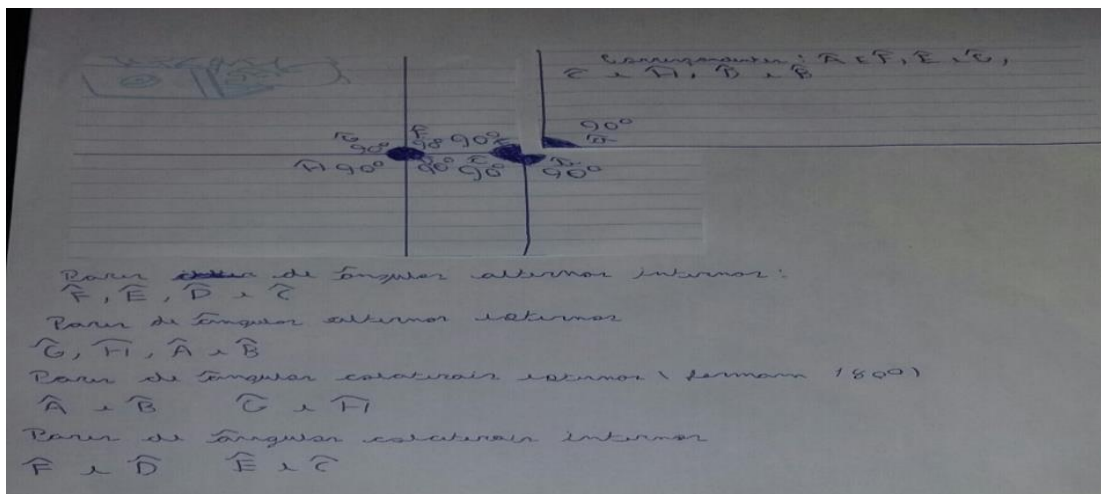 Correspondentes: Â e F̂, Ê e Ĝ,
Ĉ e Ĥ, D̂ e B̂
90°
Ĝ F̂ 90°
90° 90
Ĥ 90° 90° Ĉ 90° 90°
Pares de ângulos alternos internos:
F̂, Ê, D̂ e Ĉ
Pares de ângulos alternos externos
Ĝ, Ĥ, Â e B̂
Pares de ângulos colaterais externos (formam 180°)
Â e B̂ Ĝ e Ĥ
Pares de ângulos colaterais internos
F̂ e D̂ Ê e Ĉ